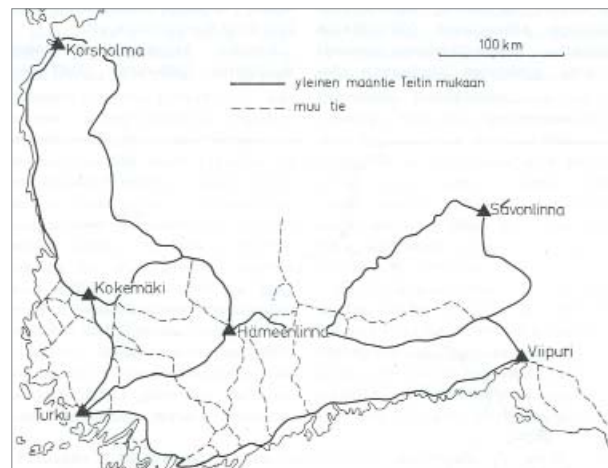 Korsholma
100 km
yleinen maantie Teitin mukaan
muu tie
Savonlinna
Kokemäki
Hämeenlinna
Viipuri
Turku